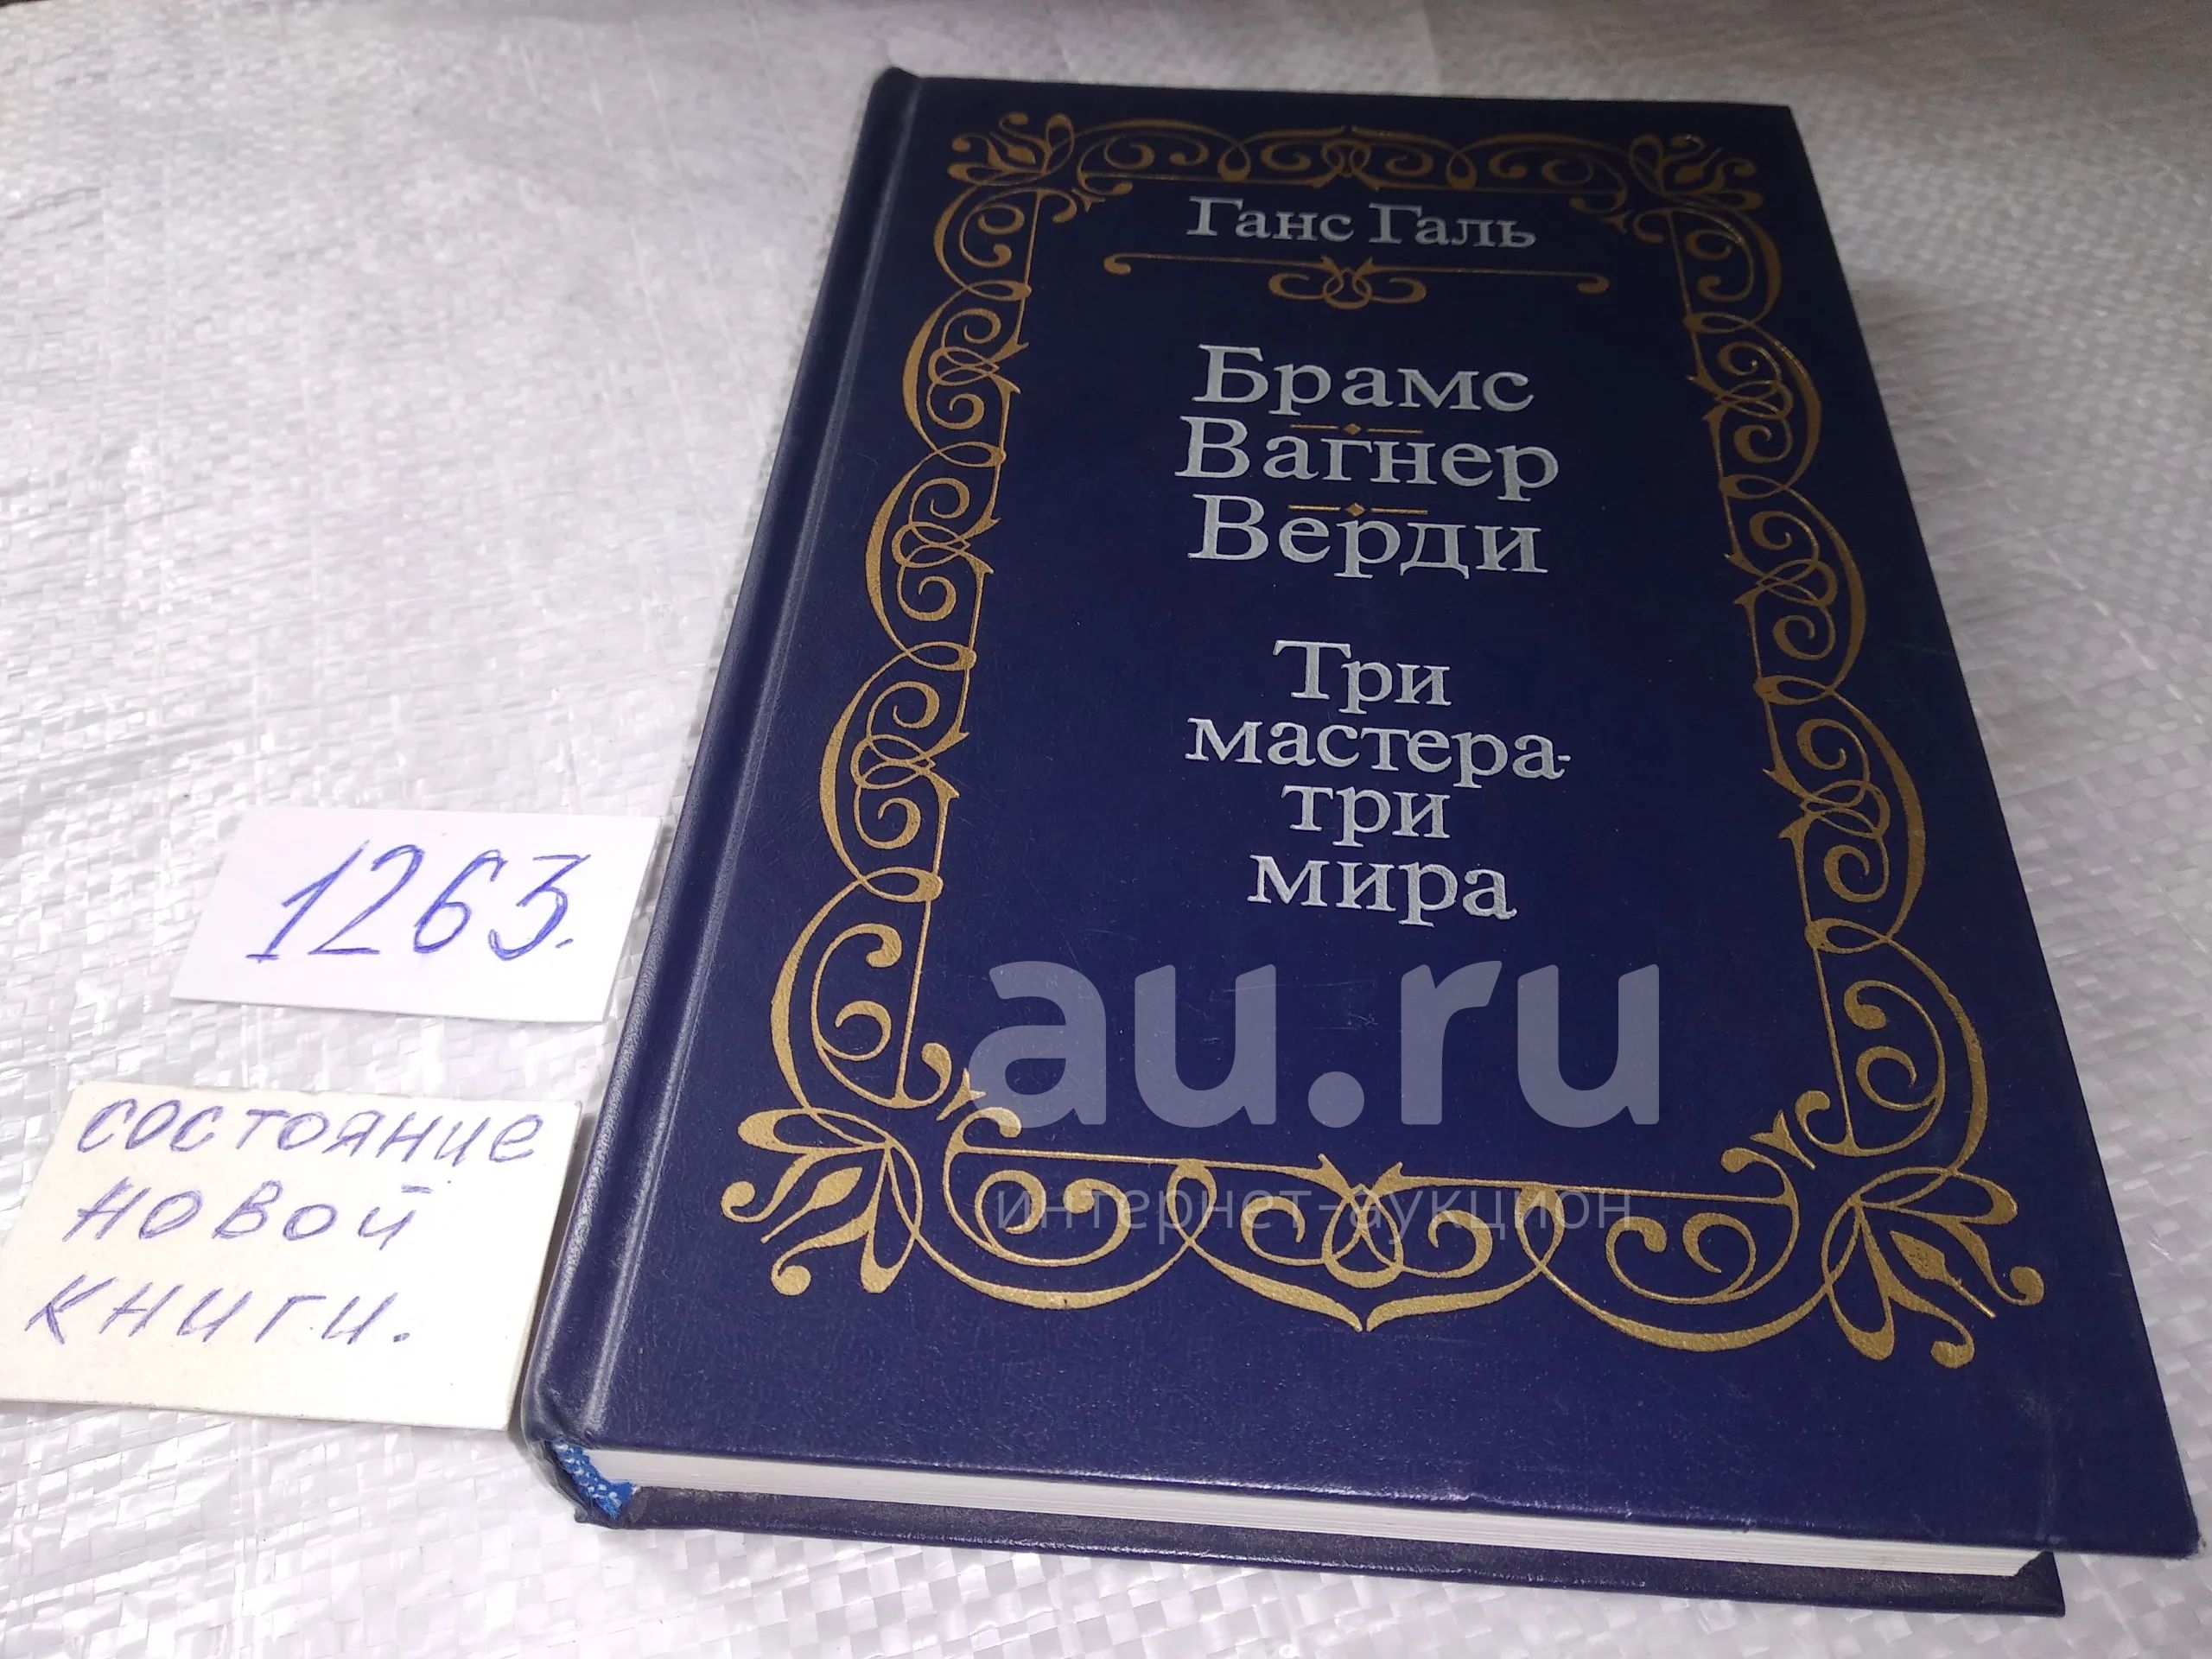 Ганс Галь
Брамс
Вагнер
Верди
Три
мастера-
три
мира
au.ru
интернет-аукцион
1263.
состояние
новой
книги.